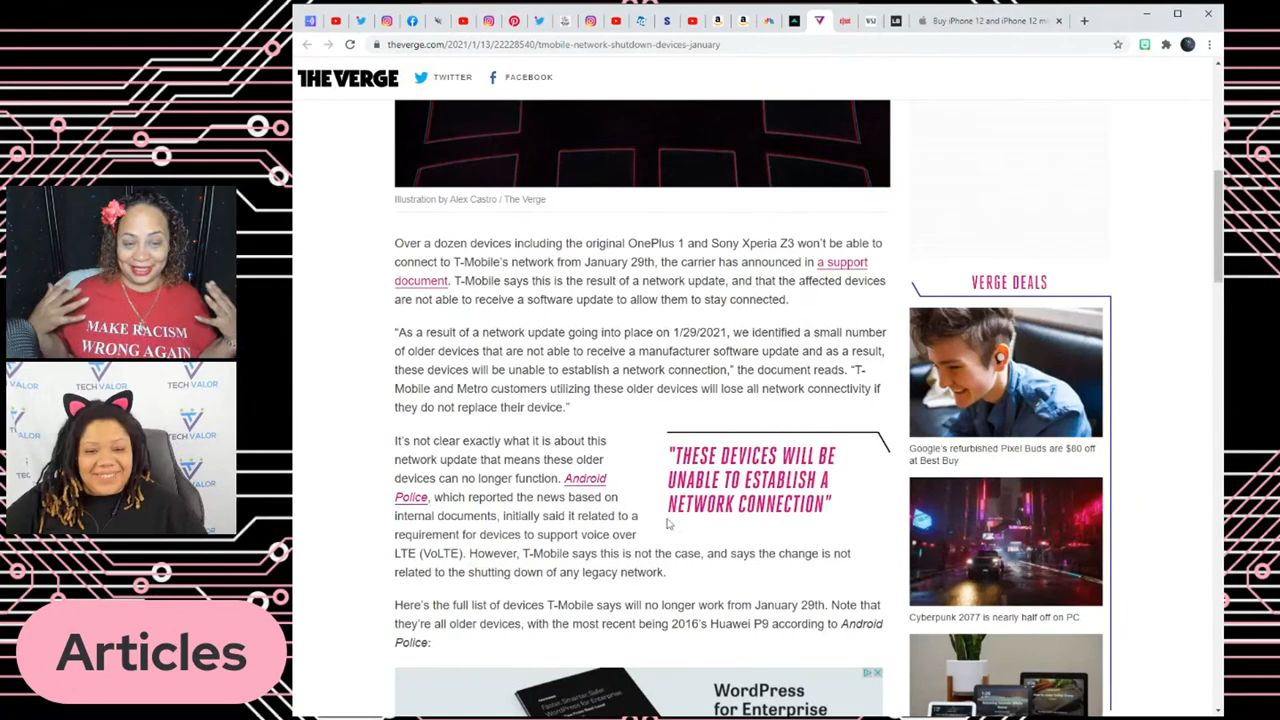 Buy iPhone 12 and iPhone 12 m
theverge.com/2021/1/13/22228540/tmobile-network-shutdown-devices-january
THE VERGE
TWITTER
FACEBOOK
Illustration by Alex Castro / The Verge
Over a dozen devices including the original OnePlus 1 and Sony Xperia Z3 won't be able to
connect to T-Mobile's network from January 29th, the carrier has announced in a support
document. T-Mobile says this is the result of a network update, and that the affected devices
are not able to receive a software update to allow them to stay connected.
"As a result of a network update going into place on 1/29/2021, we identified a small number
of older devices that are not able to receive a manufacturer software update and as a result,
these devices will be unable to establish a network connection," the document reads. "T-
Mobile and Metro customers utilizing these older devices will lose all network connectivity if
they do not replace their device."
It's not clear exactly what it is about this
network update that means these older
devices can no longer function. Android
Police, which reported the news based on
internal documents, initially said it related to a
requirement for devices to support voice over
LTE (VoLTE). However, T-Mobile says this is not the case, and says the change is not
related to the shutting down of any legacy network.
"THESE DEVICES WILL BE
UNABLE TO ESTABLISH A
NETWORK CONNECTION"
Here's the full list of devices T-Mobile says will no longer work from January 29th. Note that
they're all older devices, with the most recent being 2016's Huawei P9 according to Android
Police:
WordPress
for Enterprise
VERGE DEALS
Google's refurbished Pixel Buds are $80 off
at Best Buy
Cyberpunk 2077 is nearly half off on PC
MAKE RACISM
WRONG AGAIN
TECH VALOR
TECH VALOR
TECH VALOR
TECH VALOR
Articles